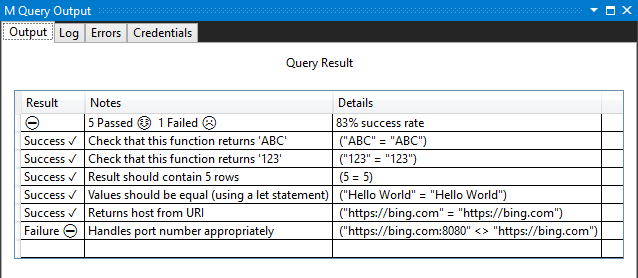 M Query Output
Output Log Errors Credentials
Query Result
Result Notes Details
⛔ 5 Passed 😂 1 Failed ☹ 83% success rate
Success ✓ Check that this function returns 'ABC' ("ABC" = "ABC")
Success ✓ Check that this function returns '123' ("123" = "123")
Success ✓ Result should contain 5 rows (5 = 5)
Success ✓ Values should be equal (using a let statement) ("Hello World" = "Hello World")
Success ✓ Returns host from URI ("https://bing.com" = "https://bing.com")
Failure ⛔ Handles port number appropriately ("https://bing.com:8080" <> "https://bing.com")